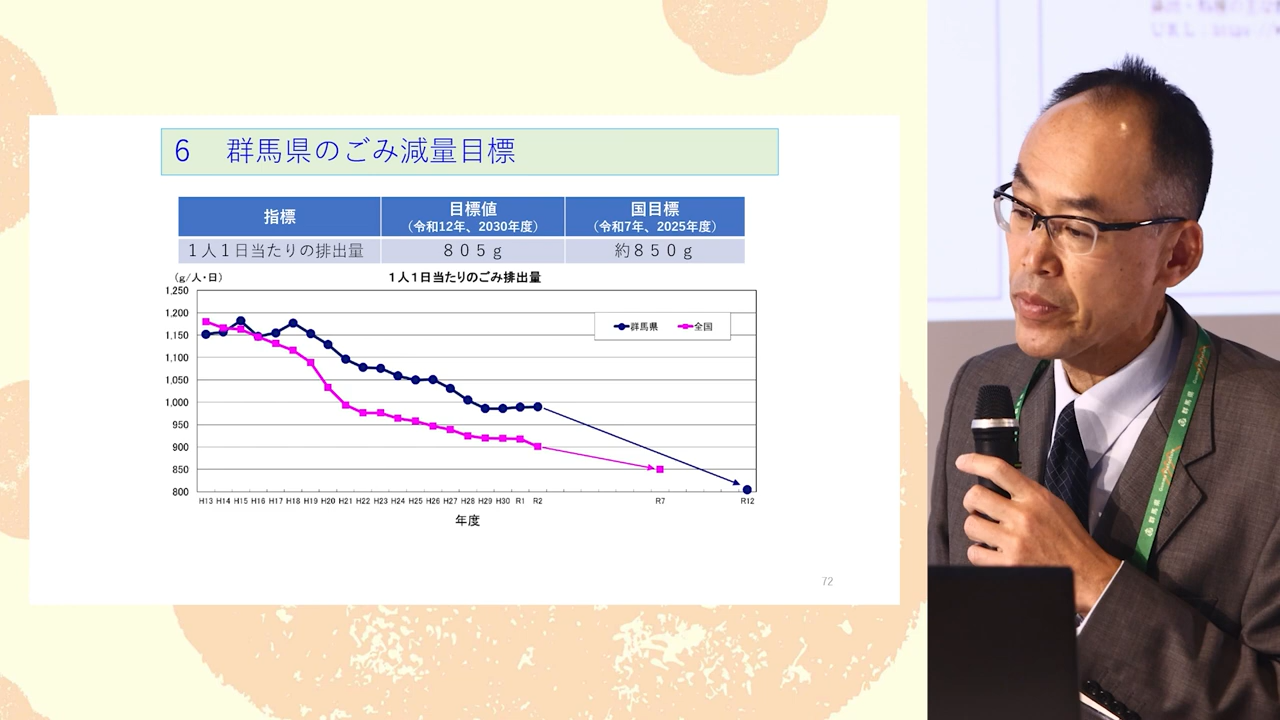 6　群馬県のごみ減量目標
指標
目標値
（令和12年、2030年度）
国目標
（令和7年、2025年度）
１人１日当たりの排出量
８０５ｇ
約８５０ｇ
（g/人・日）
１人１日当たりのごみ排出量
1,250
1,200
1,150
1,100
1,050
1,000
950
900
850
800
群馬県
全国
H13 H14 H15 H16 H17 H18 H19 H20 H21 H22 H23 H24 H25 H26 H27 H28 H29 H30 R1 R2 R7 R12
年度
72
群馬県
群馬県